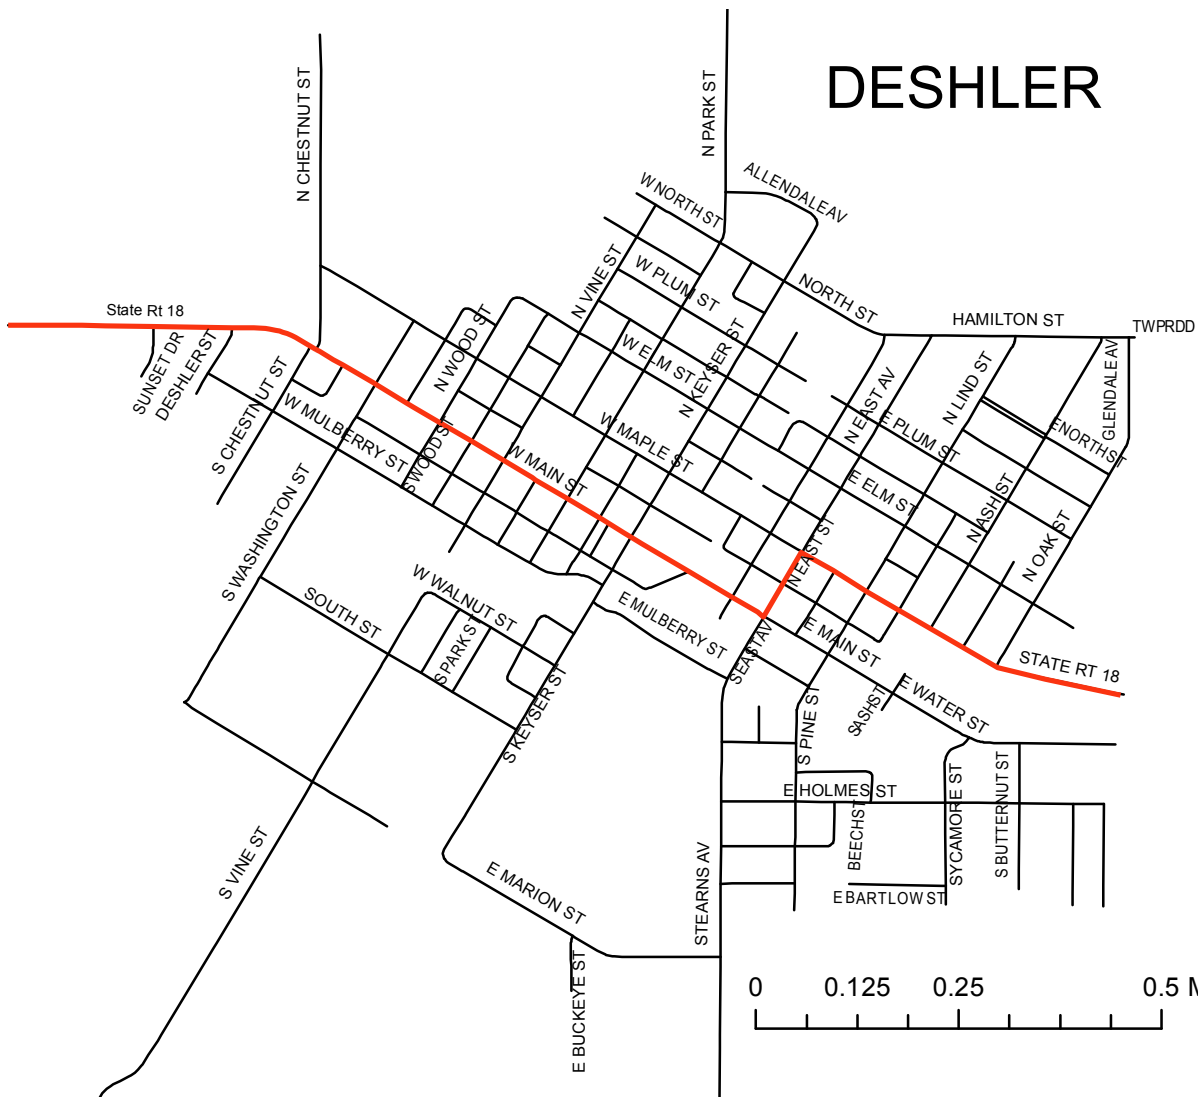 DESHLER
N CHESTNUT ST
N PARK ST
ALLENDALE AV
W NORTH ST
N VINE ST
W PLUM ST
NORTH ST
HAMILTON ST
TWPRDD
State Rt 18
SUNSET DR
DESHLER ST
S CHESTNUT ST
N WOOD ST
W ELM ST
N KEYSER ST
N EAST AV
N LIND ST
GLENDALE AV
W MULBERRY ST
S WOOD ST
W MAIN ST
W MAPLE ST
E PLUM ST
E NORTH ST
E ELM ST
N ASH ST
N OAK ST
S WASHINGTON ST
SOUTH ST
W WALNUT ST
S PARK ST
E MULBERRY ST
N EAST ST
E MAIN ST
STATE RT 18
S EAST AV
S KEYSER ST
S PINE ST
S ASH ST
E WATER ST
E HOLMES ST
BEECH ST
SYCAMORE ST
S BUTTERNUT ST
S VINE ST
E MARION ST
STEARNS AV
E BARTLOW ST
E BUCKEYE ST
0 0.125 0.25 0.5 M